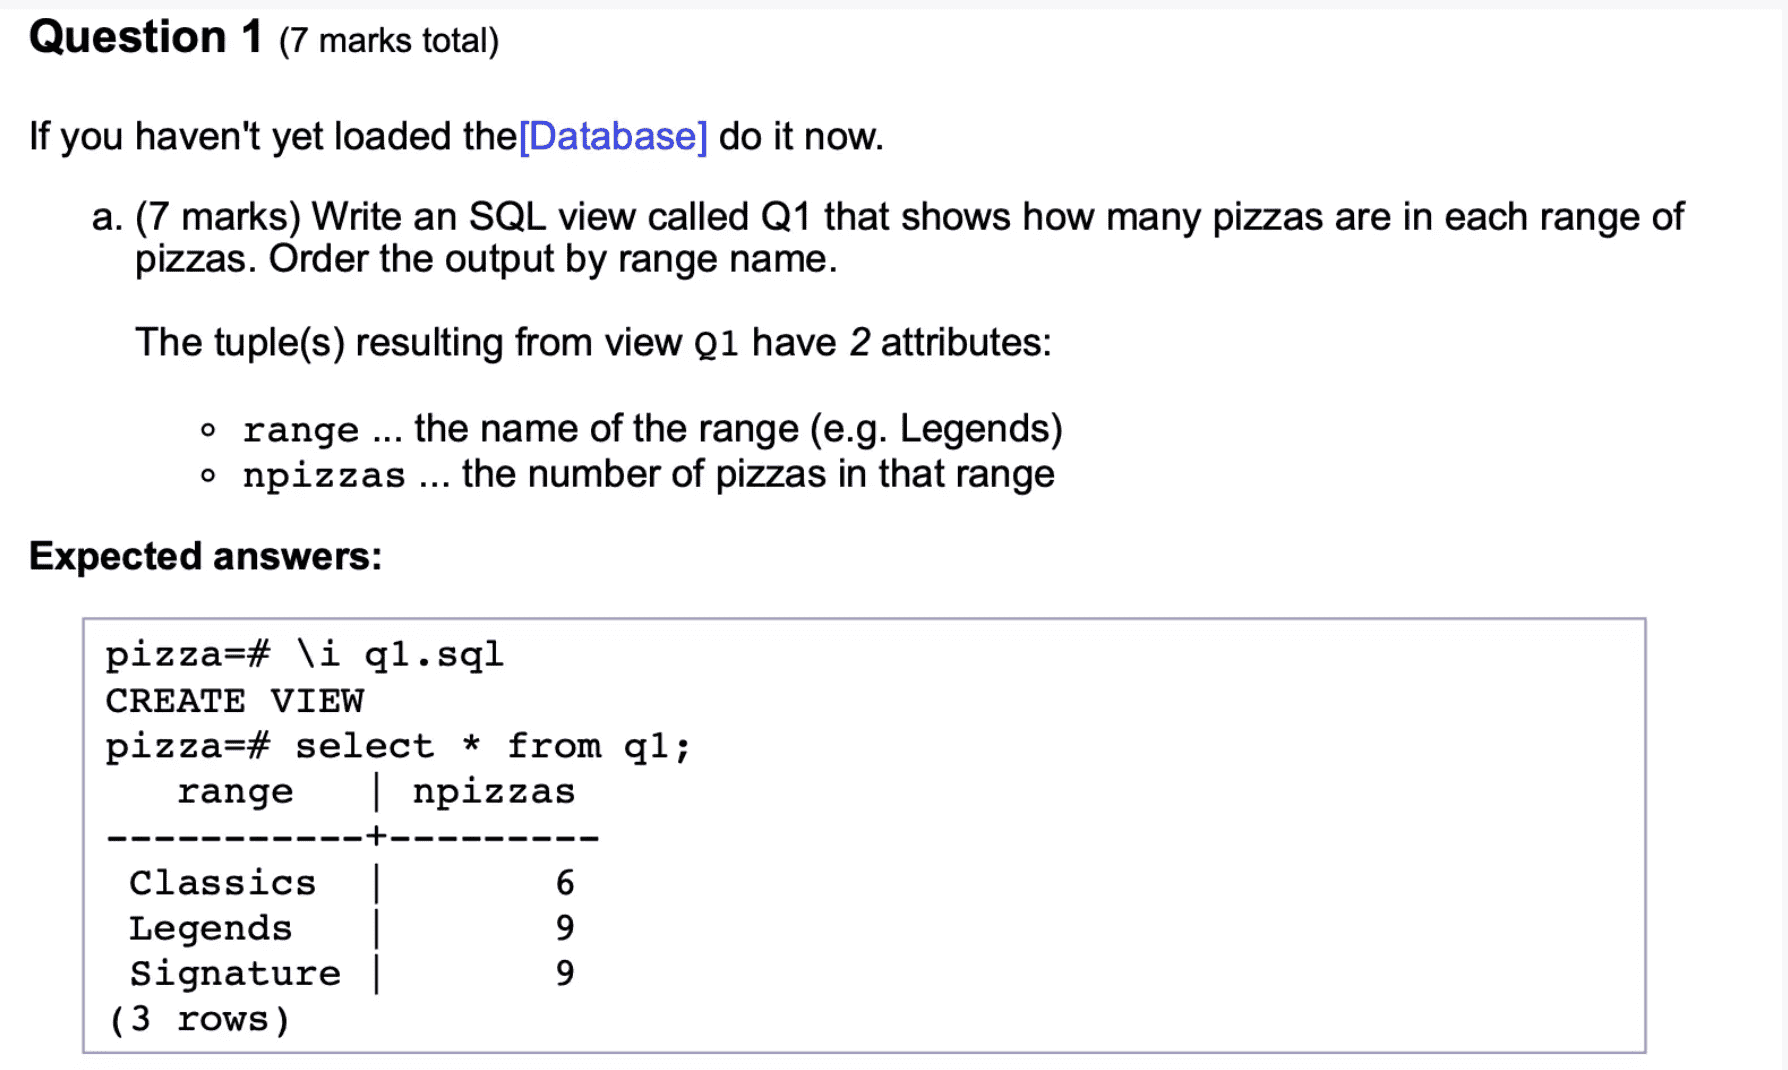 Question 1 (7 marks total)
If you haven't yet loaded the[Database] do it now.
a. (7 marks) Write an SQL view called Q1 that shows how many pizzas are in each range of
pizzas. Order the output by range name.
The tuple(s) resulting from view Q1 have 2 attributes:
∘ range ... the name of the range (e.g. Legends)
∘ npizzas ... the number of pizzas in that range
Expected answers:
pizza=# \i q1.sql
CREATE VIEW
pizza=# select * from q1;
   range   | npizzas
-----------+---------
 Classics  |       6
 Legends   |       9
 Signature |       9
(3 rows)